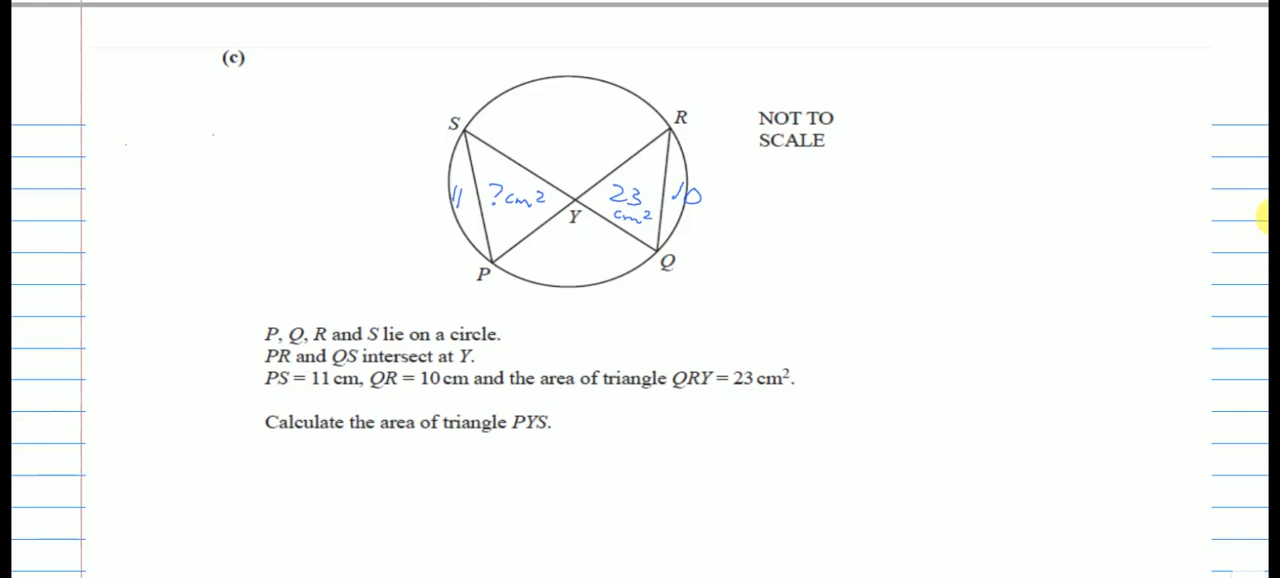 (c)
S
R
NOT TO
SCALE
11
?cm2
23
cm2
10
Y
P
Q
P, Q, R and S lie on a circle.
PR and QS intersect at Y.
PS = 11 cm, QR = 10 cm and the area of triangle QRY = 23 cm².
Calculate the area of triangle PYS.